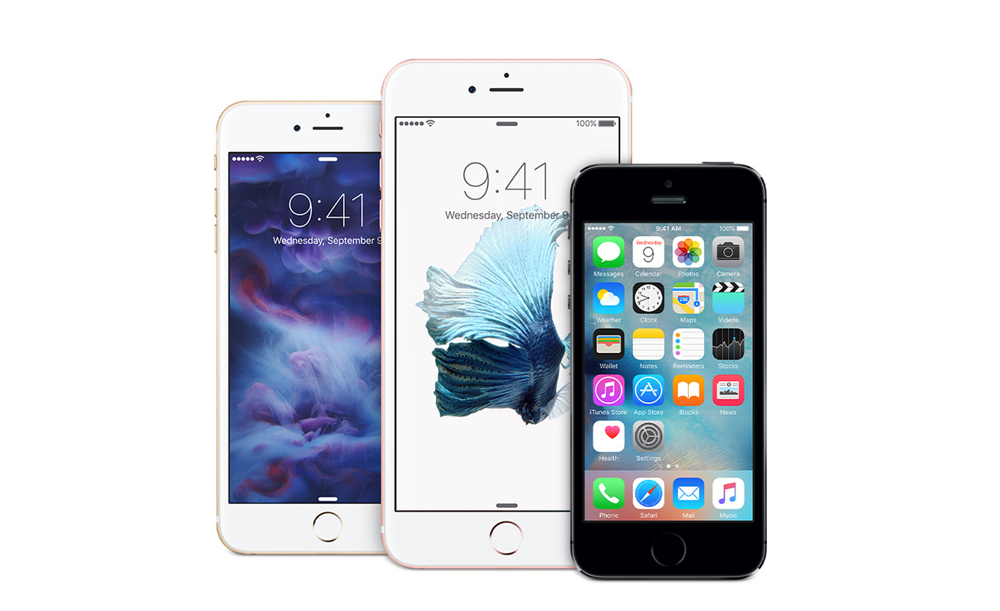 9:41
Wednesday, September 9
100%
9:41
Wednesday, September 9
9:41 AM
100%
Wednesday
9
Messages
Calendar
Photos
Camera
280
Weather
Clock
Maps
Videos
Wallet
Notes
Reminders
Stocks
iTunes Store
App Store
iBooks
News
Health
Settings
Phone
Safari
Mail
Music